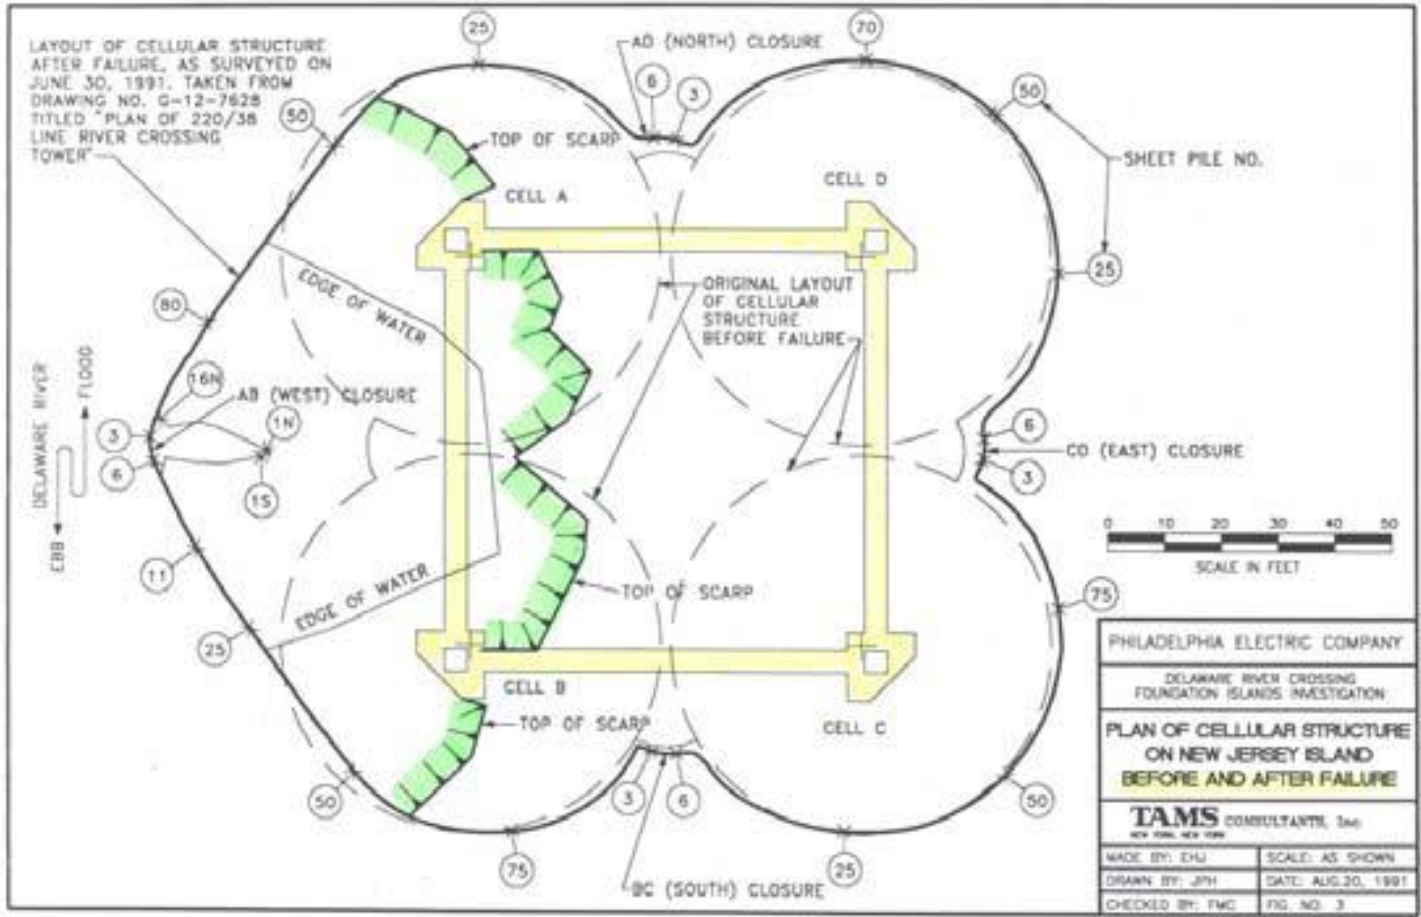 LAYOUT OF CELLULAR STRUCTURE
AFTER FAILURE, AS SURVEYED ON
JUNE 30, 1991. TAKEN FROM
DRAWING NO. G-12-7628
TITLED "PLAN OF 220/38
LINE RIVER CROSSING
TOWER"
25
AD (NORTH) CLOSURE
6
3
70
50
50
TOP OF SCARP
SHEET PILE NO.
CELL A
CELL D
25
EDGE OF WATER
ORIGINAL LAYOUT
OF CELLULAR
STRUCTURE
BEFORE FAILURE
80
DELAWARE RIVER
FLOOD
EBB
16N
AB (WEST) CLOSURE
3
6
1N
1S
6
CD (EAST) CLOSURE
3
0 10 20 30 40 50
SCALE IN FEET
11
25
EDGE OF WATER
TOP OF SCARP
75
CELL B
TOP OF SCARP
CELL C
50
3
6
50
75
25
BC (SOUTH) CLOSURE
PHILADELPHIA ELECTRIC COMPANY
DELAWARE RIVER CROSSING
FOUNDATION ISLANDS INVESTIGATION
PLAN OF CELLULAR STRUCTURE
ON NEW JERSEY ISLAND
BEFORE AND AFTER FAILURE
TAMS CONSULTANTS, Inc.
NEW YORK, NEW YORK
MADE BY: EHJ
SCALE: AS SHOWN
DRAWN BY: JPH
DATE: AUG.20, 1991
CHECKED BY: FMC
FIG. NO. 3